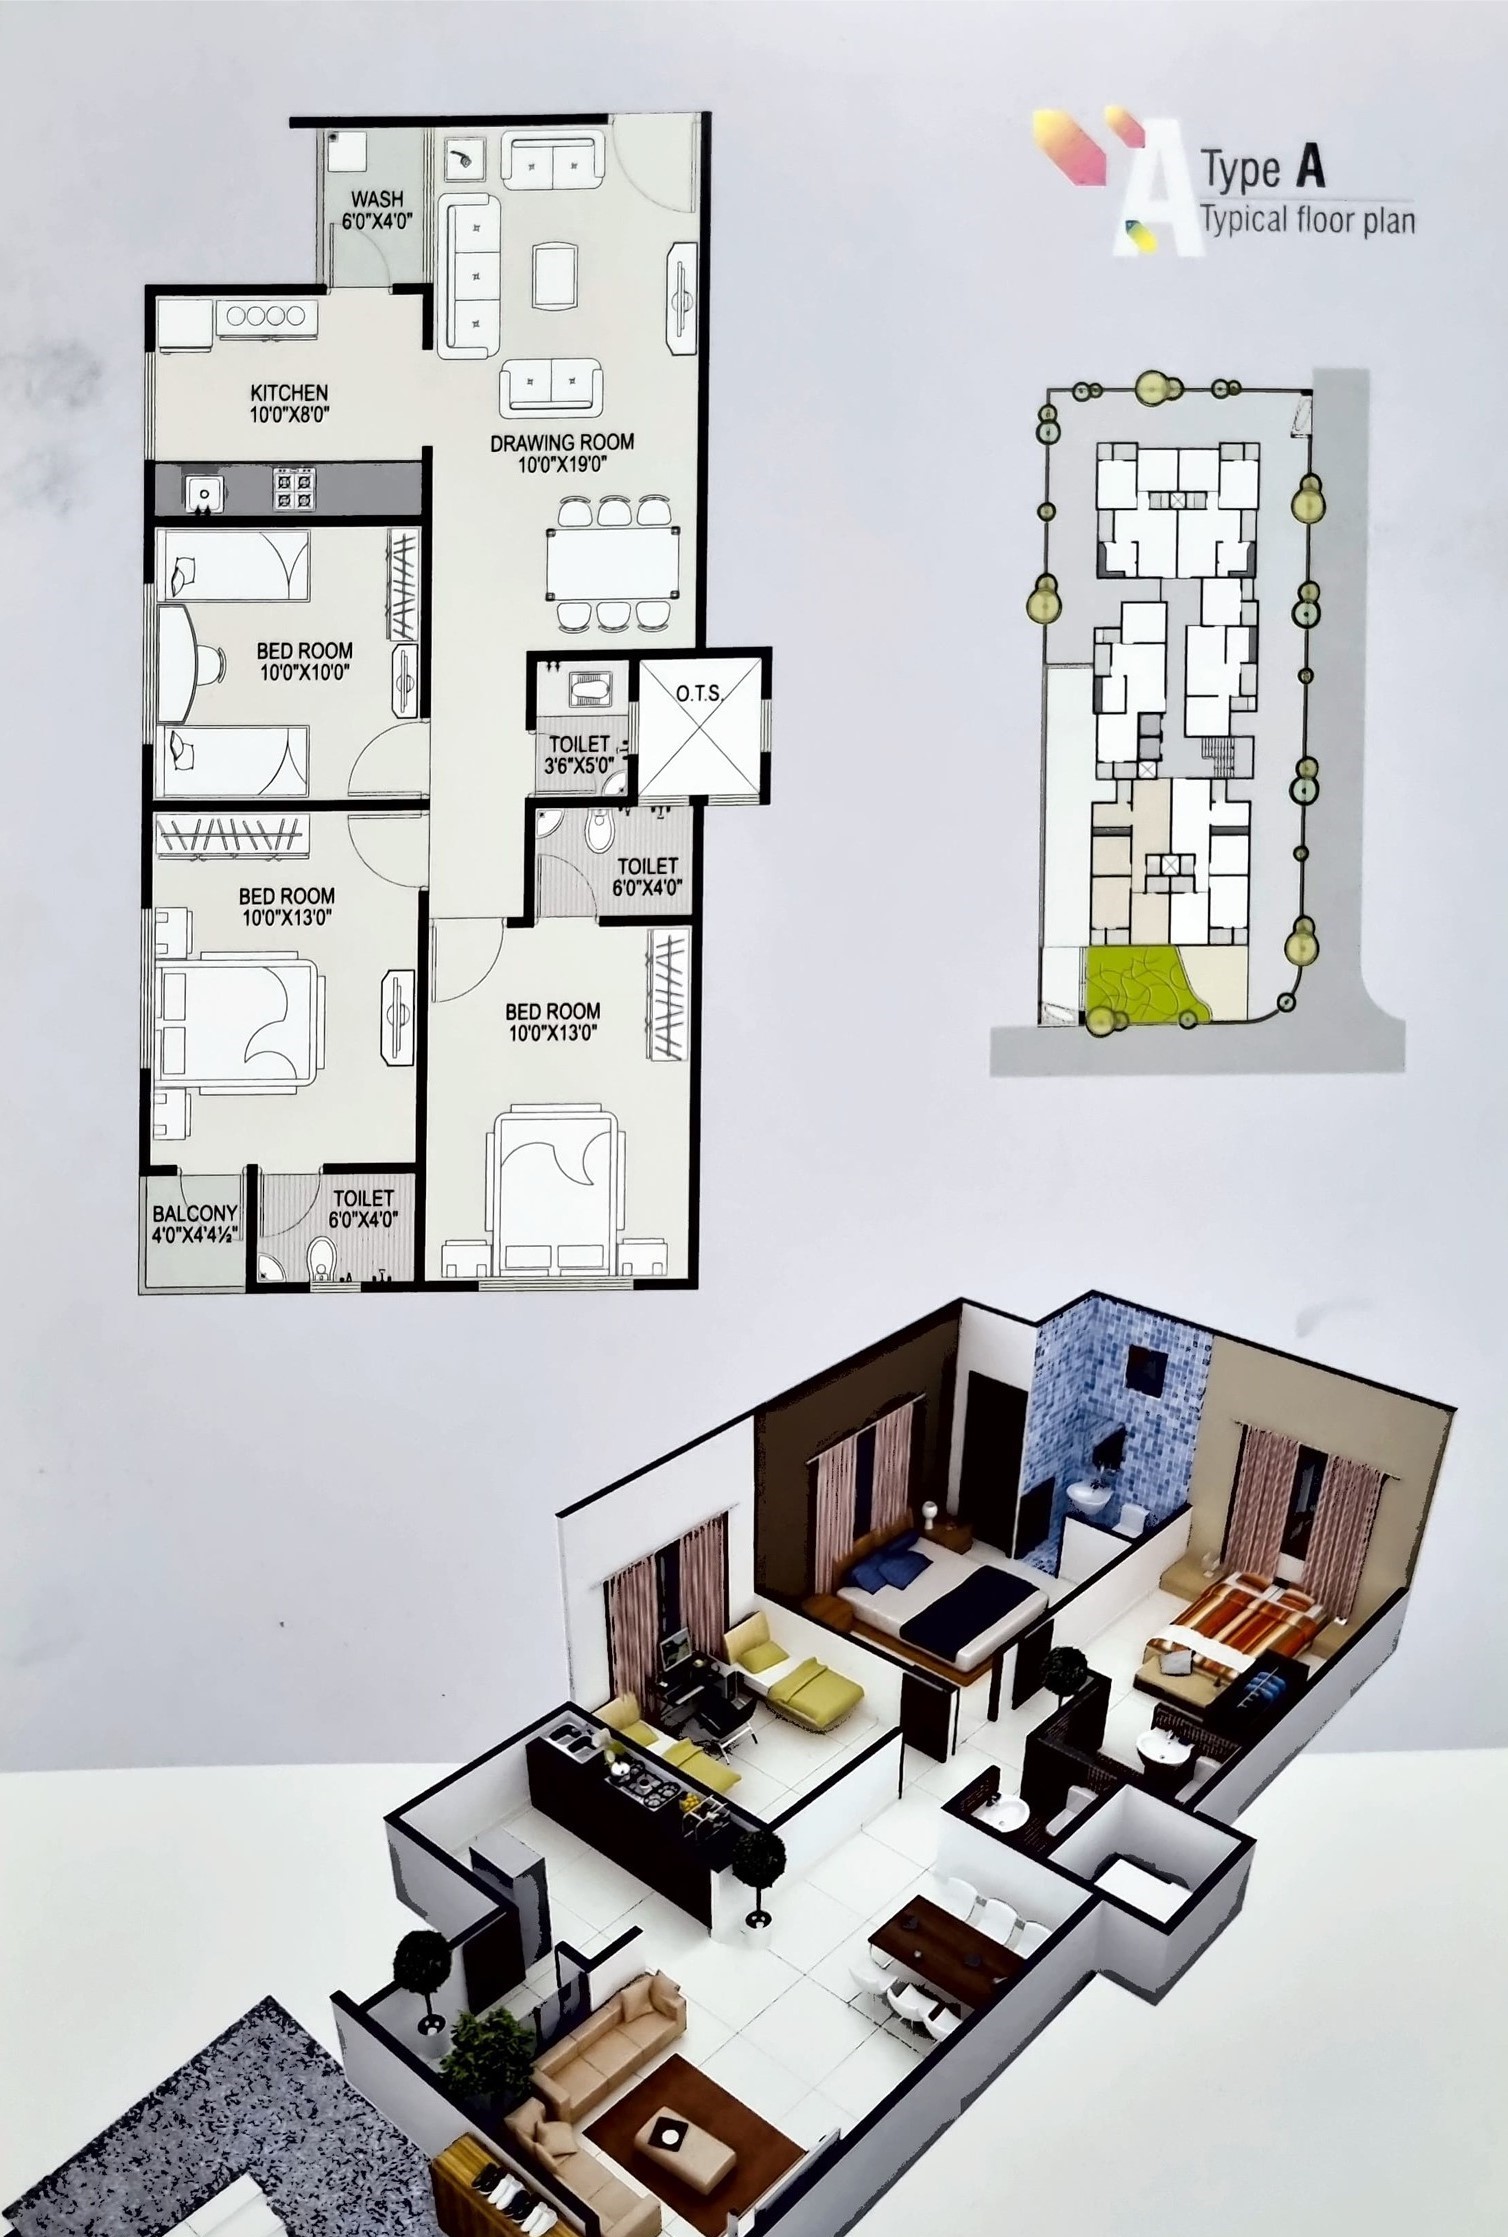 A Type A
Typical floor plan
WASH
6'0"X4'0"
KITCHEN
10'0"X8'0"
DRAWING ROOM
10'0"X19'0"
BED ROOM
10'0"X10'0"
O.T.S.
TOILET
3'6"X5'0"
TOILET
6'0"X4'0"
BED ROOM
10'0"X13'0"
BED ROOM
10'0"X13'0"
TOILET
6'0"X4'0"
BALCONY
4'0"X4'4½"